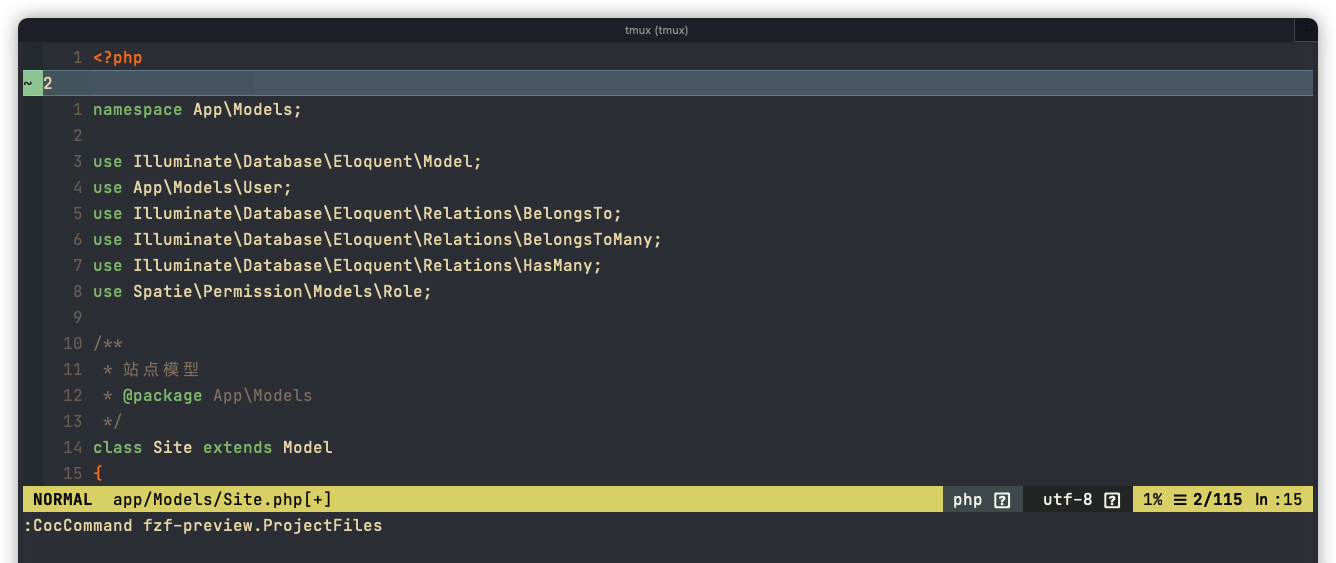 tmux (tmux)
1 <?php
~ 2
1 namespace App\Models;
2
3 use Illuminate\Database\Eloquent\Model;
4 use App\Models\User;
5 use Illuminate\Database\Eloquent\Relations\BelongsTo;
6 use Illuminate\Database\Eloquent\Relations\BelongsToMany;
7 use Illuminate\Database\Eloquent\Relations\HasMany;
8 use Spatie\Permission\Models\Role;
9
10 /**
11  * 站点模型
12  * @package App\Models
13  */
14 class Site extends Model
15 {
NORMAL app/Models/Site.php[+] php ? utf-8 ? 1% ☰ 2/115 ln :15
:CocCommand fzf-preview.ProjectFiles